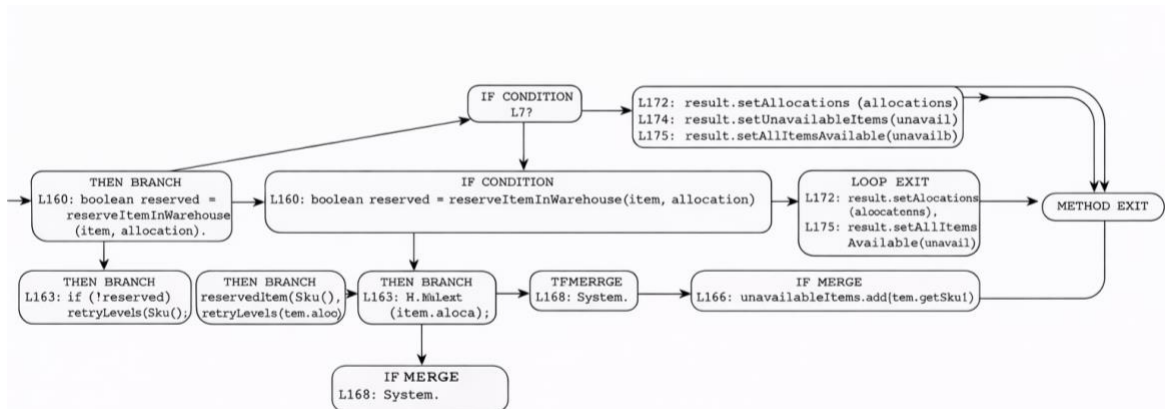 IF CONDITION
L7?
L172: result.setAllocations (allocations)
L174: result.setUnavailableItems(unavail)
L175: result.setAllItemsAvailable(unavailb)
THEN BRANCH
L160: boolean reserved =
reserveItemInWarehouse
(item, allocation).
IF CONDITION
L160: boolean reserved = reserveItemInWarehouse(item, allocation)
LOOP EXIT
L172: result.setAlocations
(aloocatonns),
L175: result.setAllItems
Available(unavail)
METHOD EXIT
THEN BRANCH
L163: if (!reserved)
retryLevels(Sku();
THEN BRANCH
reservedItem(Sku(),
retryLevels(tem.aloo)
THEN BRANCH
L163:
(item.aloca);
TFMERRGE
L168: System.
IF MERGE
L166: unavailableItems.add(tem.getSku!)
IF MERGE
L168: System.